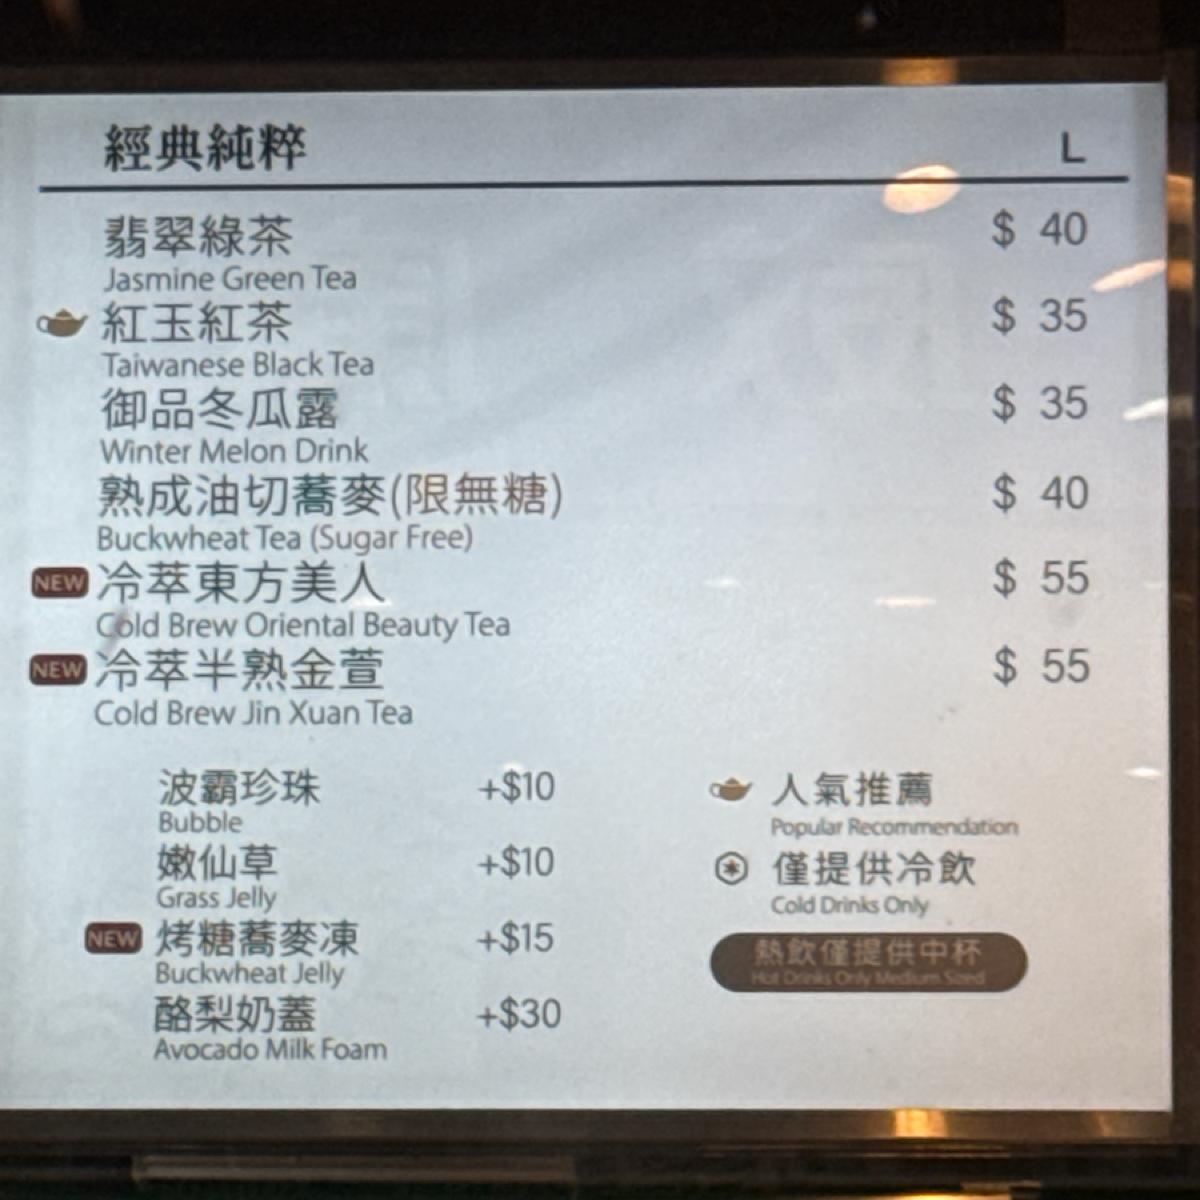 經典純粹 L
翡翠綠茶 $ 40
Jasmine Green Tea
紅玉紅茶 $ 35
Taiwanese Black Tea
御品冬瓜露 $ 35
Winter Melon Drink
熟成油切蕎麥(限無糖) $ 40
Buckwheat Tea (Sugar Free)
NEW 冷萃東方美人 $ 55
Cold Brew Oriental Beauty Tea
NEW 冷萃半熟金萱 $ 55
Cold Brew Jin Xuan Tea
波霸珍珠 +$10
Bubble
嫩仙草 +$10
Grass Jelly
NEW 烤糖蕎麥凍 +$15
Buckwheat Jelly
酪梨奶蓋 +$30
Avocado Milk Foam
人氣推薦
Popular Recommendation
僅提供冷飲
Cold Drinks Only
熱飲僅提供中杯
Hot Drinks Only Medium Sized